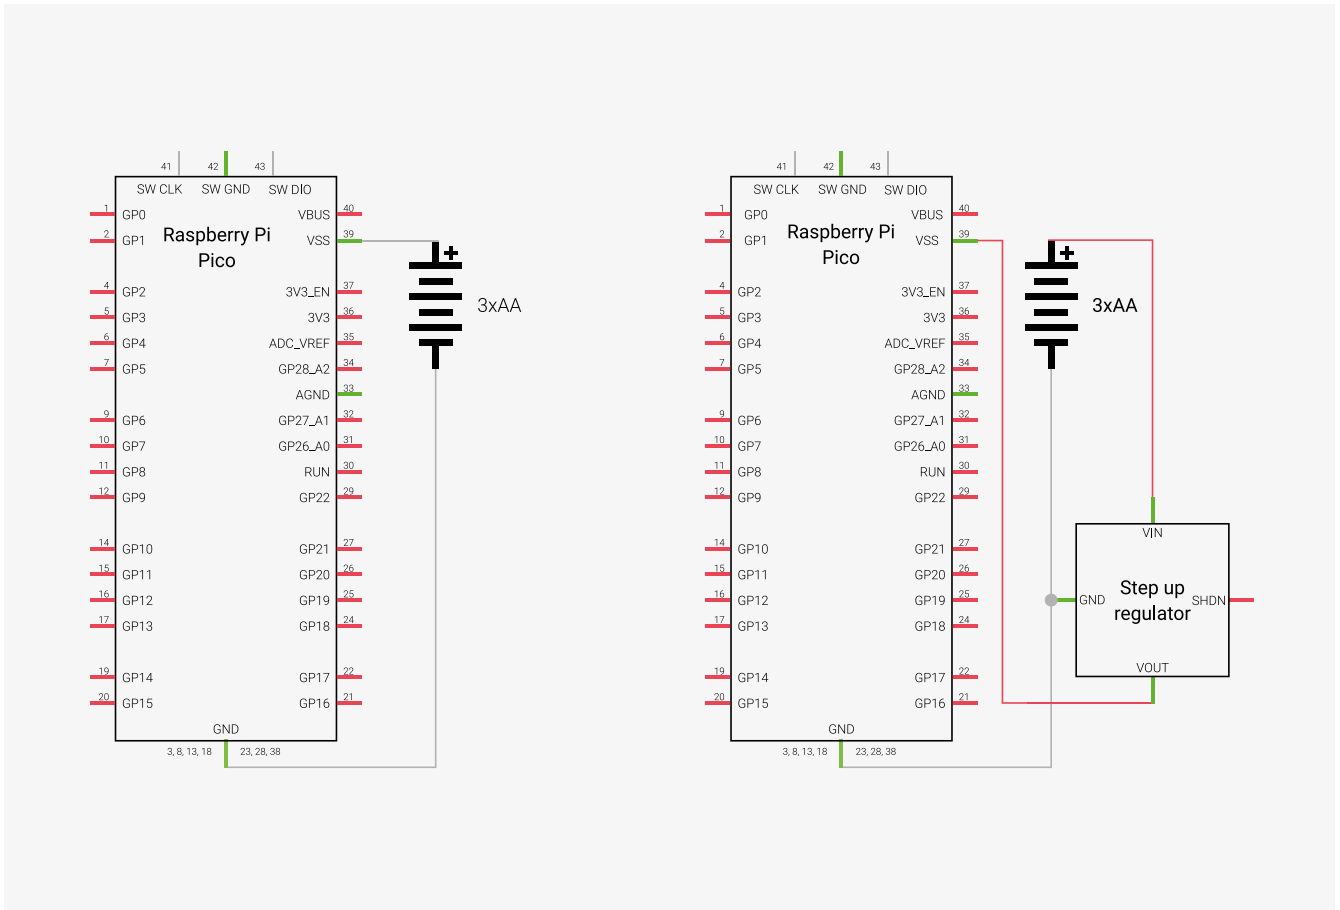 41 42 43
SW CLK SW GND SW DIO
1 GP0 VBUS 40
2 GP1 VSS 39
Raspberry Pi
Pico
4 GP2 3V3_EN 37
5 GP3 3V3 36
6 GP4 ADC_VREF 35
7 GP5 GP28_A2 34
AGND 33
9 GP6 GP27_A1 32
10 GP7 GP26_A0 31
11 GP8 RUN 30
12 GP9 GP22 29
14 GP10 GP21 27
15 GP11 GP20 26
16 GP12 GP19 25
17 GP13 GP18 24
19 GP14 GP17 22
20 GP15 GP16 21
GND
3, 8, 13, 18 23, 28, 38
+
3xAA
41 42 43
SW CLK SW GND SW DIO
1 GP0 VBUS 40
2 GP1 VSS 39
Raspberry Pi
Pico
4 GP2 3V3_EN 37
5 GP3 3V3 36
6 GP4 ADC_VREF 35
7 GP5 GP28_A2 34
AGND 33
9 GP6 GP27_A1 32
10 GP7 GP26_A0 31
11 GP8 RUN 30
12 GP9 GP22 29
14 GP10 GP21 27
15 GP11 GP20 26
16 GP12 GP19 25
17 GP13 GP18 24
19 GP14 GP17 22
20 GP15 GP16 21
GND
3, 8, 13, 18 23, 28, 38
+
3xAA
VIN
Step up
regulator
GND SHDN
VOUT